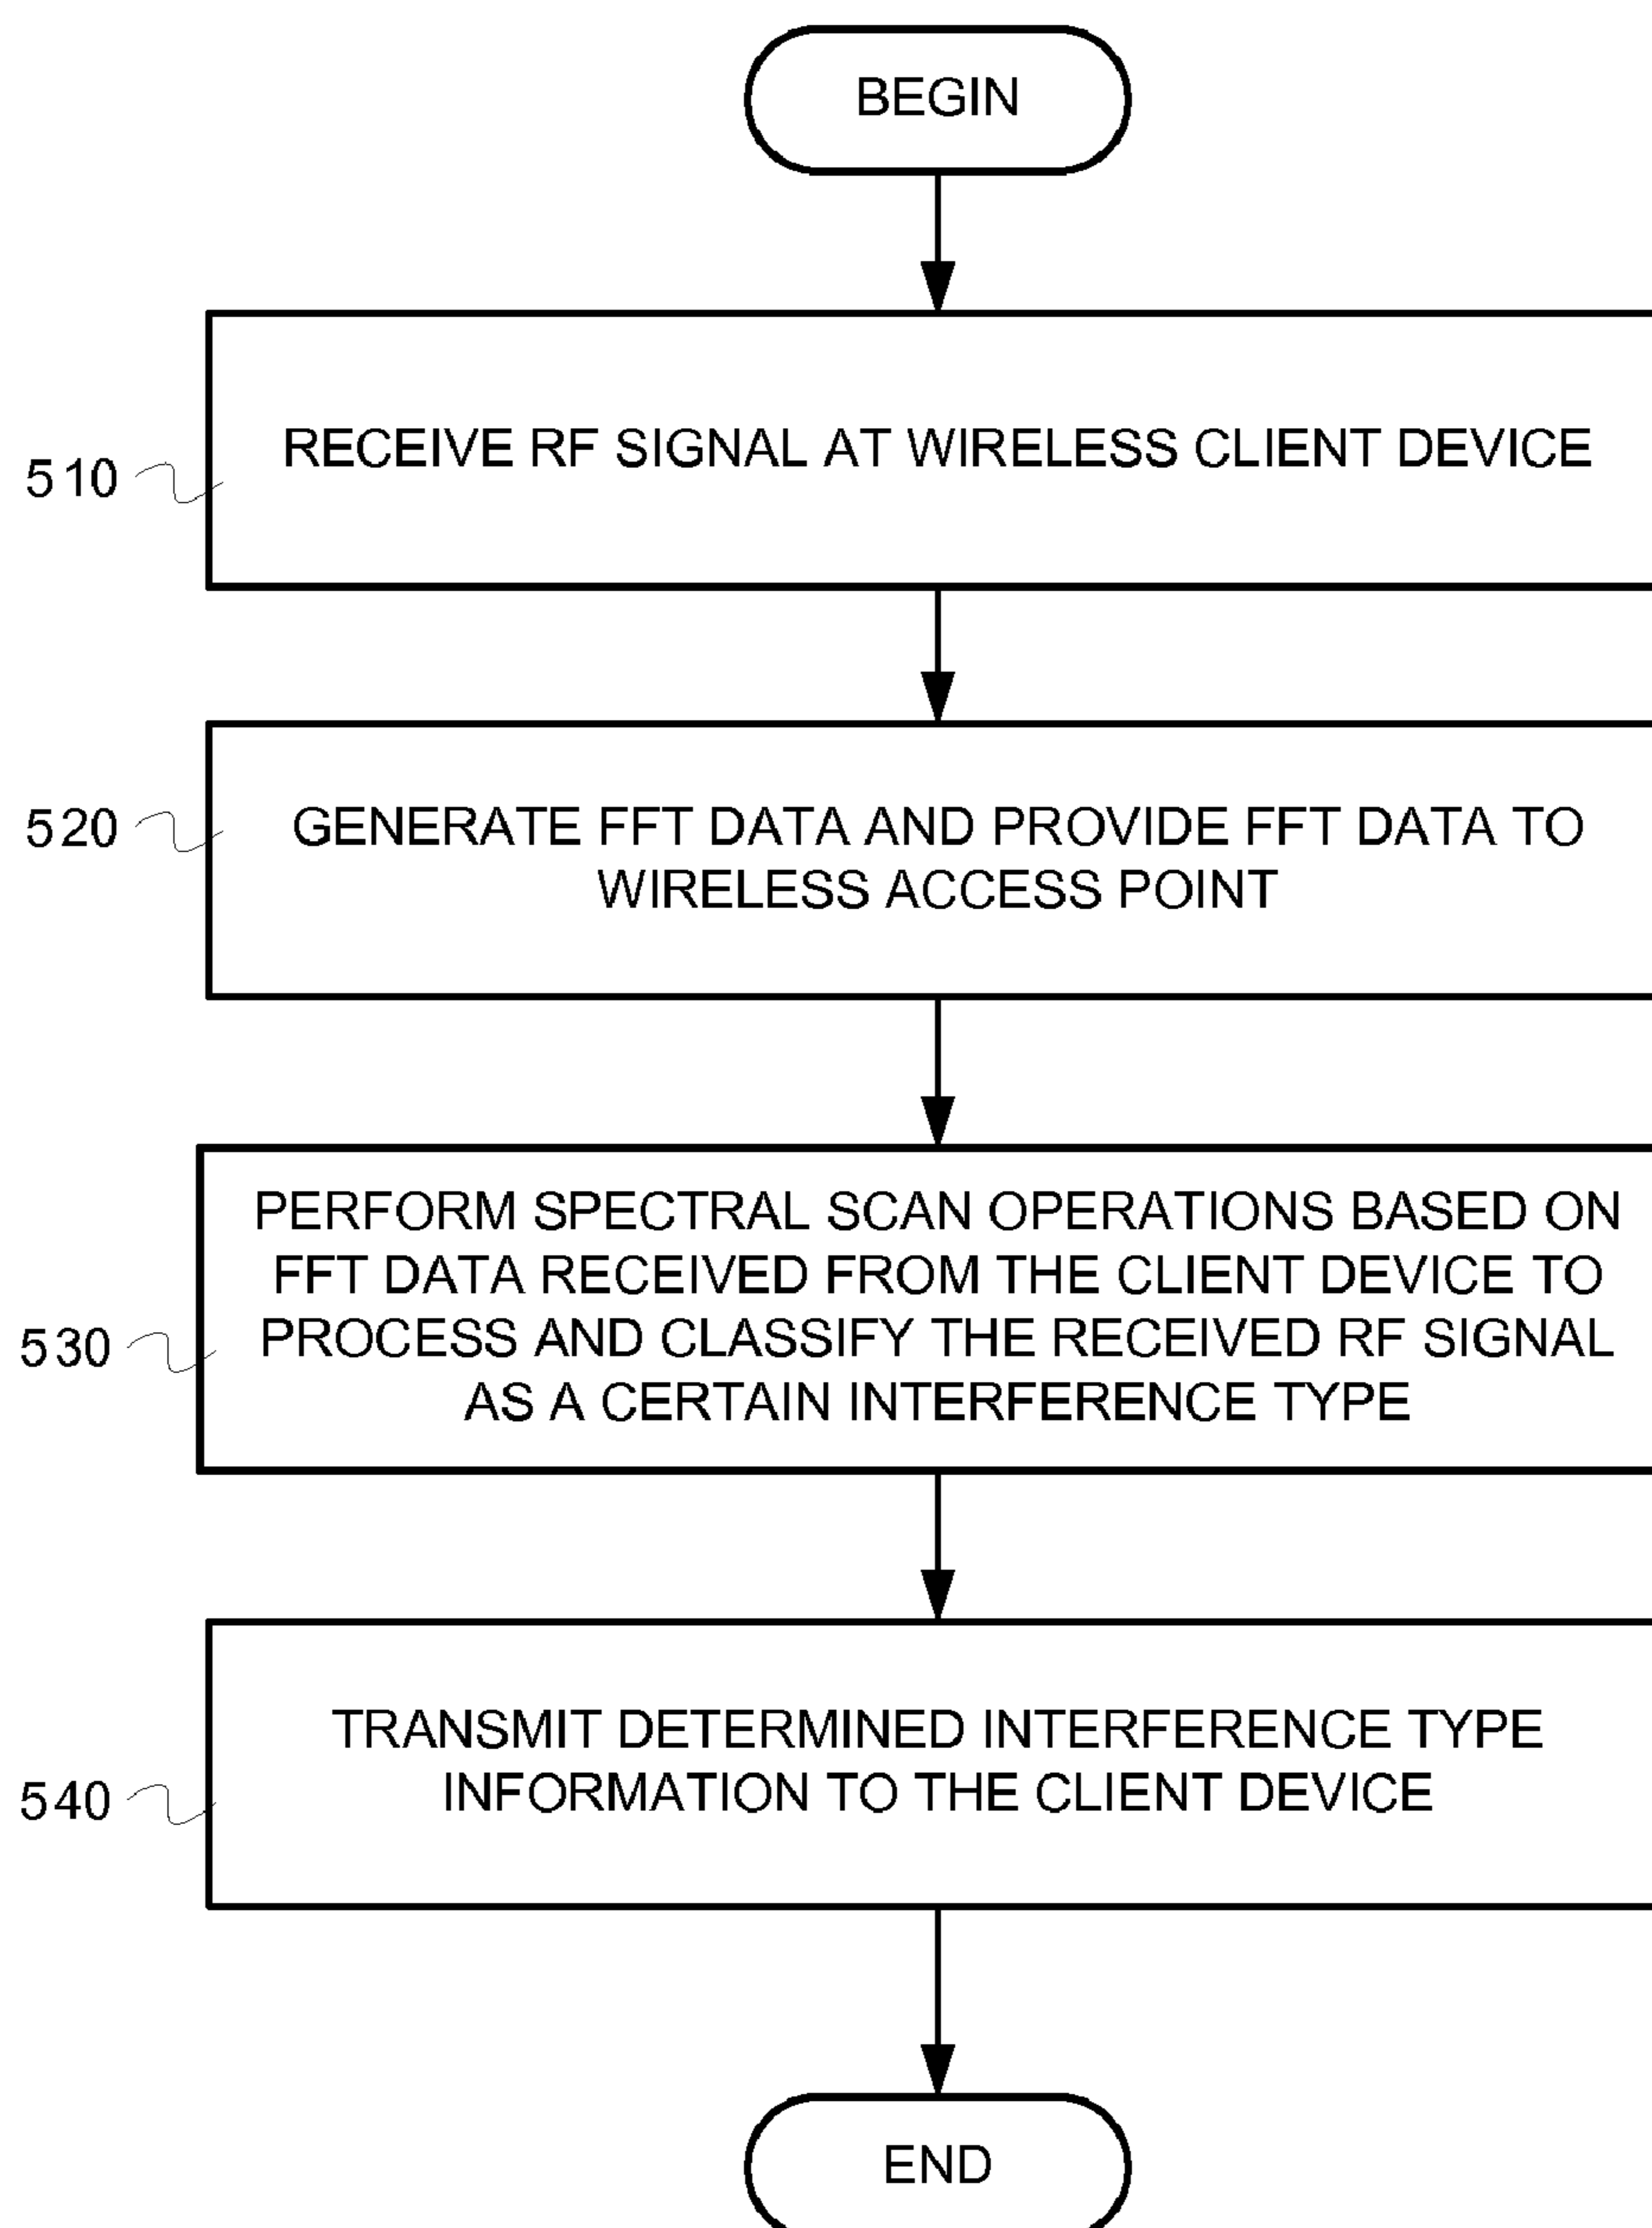 BEGIN
RECEIVE RF SIGNAL AT WIRELESS CLIENT DEVICE
510
GENERATE FFT DATA AND PROVIDE FFT DATA TO
WIRELESS ACCESS POINT
520
PERFORM SPECTRAL SCAN OPERATIONS BASED ON
FFT DATA RECEIVED FROM THE CLIENT DEVICE TO
PROCESS AND CLASSIFY THE RECEIVED RF SIGNAL
AS A CERTAIN INTERFERENCE TYPE
530
TRANSMIT DETERMINED INTERFERENCE TYPE
INFORMATION TO THE CLIENT DEVICE
540
END